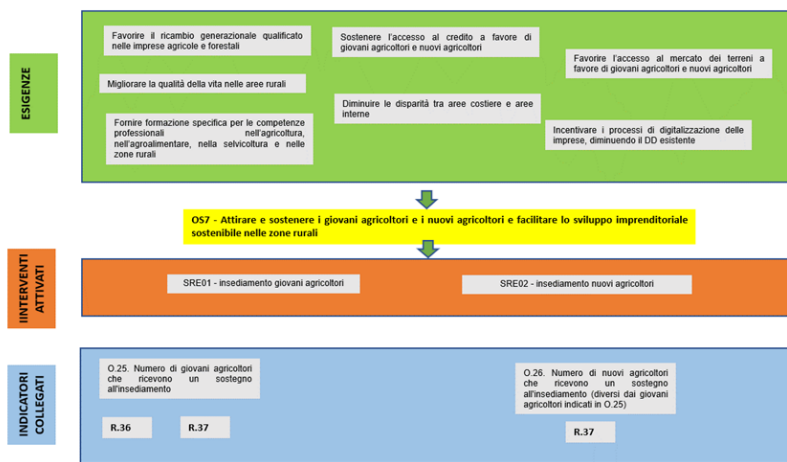 ESIGENZE
Favorire il ricambio generazionale qualificato
nelle imprese agricole e forestali
Sostenere l'accesso al credito a favore di
giovani agricoltori e nuovi agricoltori
Favorire l'accesso al mercato dei terreni a
favore di giovani agricoltori e nuovi agricoltori
Migliorare la qualità della vita nelle aree rurali
Diminuire le disparità tra aree costiere e aree
interne
Fornire formazione specifica per le competenze
professionali nell'agricoltura,
nell'agroalimentare, nella selvicoltura e nelle
zone rurali
Incentivare i processi di digitalizzazione delle
imprese, diminuendo il DD esistente
OS7 - Attirare e sostenere i giovani agricoltori e i nuovi agricoltori e facilitare lo sviluppo imprenditoriale
sostenibile nelle zone rurali
IINTERVENTI
ATTIVATI
SRE01 - insediamento giovani agricoltori
SRE02 - insediamento nuovi agricoltori
INDICATORI
COLLEGATI
O.25. Numero di giovani agricoltori
che ricevono un sostegno
all'insediamento
R.36
R.37
O.26. Numero di nuovi agricoltori
che ricevono un sostegno
all'insediamento (diversi dai giovani
agricoltori indicati in O.25)
R.37